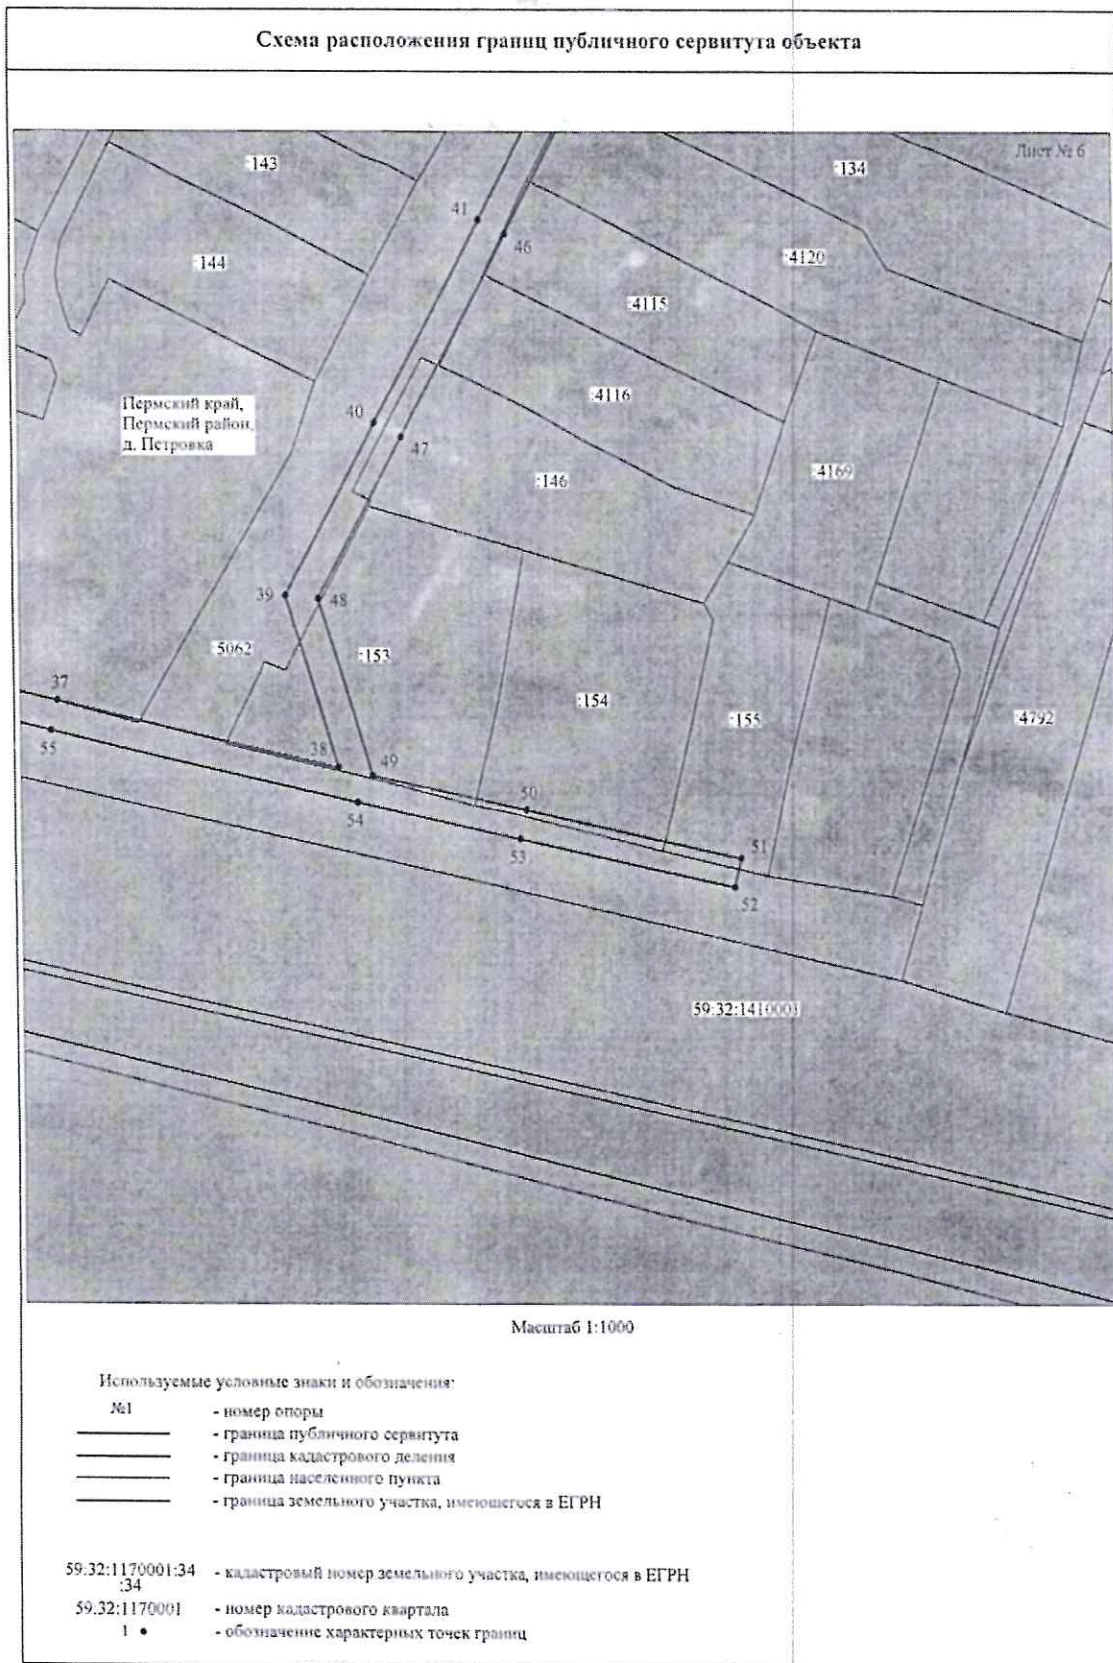 Схема расположения границ публичного сервитута объекта
Лист № 6
:143
:134
41
46
:144
:4120
:4115
Пермский край,
Пермский район,
д. Петровка
40
47
:4116
:146
:4169
39
48
:5062
:153
37
:154
:155
:4792
55
38
49
50
54
53
51
52
59:32:1410001
Масштаб 1:1000
Используемые условные знаки и обозначения:
№1 - номер опоры
- граница публичного сервитута
- граница кадастрового деления
- граница населенного пункта
- граница земельного участка, имеющегося в ЕГРН
59:32:1170001:34 - кадастровый номер земельного участка, имеющегося в ЕГРН
:34
59:32:1170001 - номер кадастрового квартала
1 • - обозначение характерных точек границ